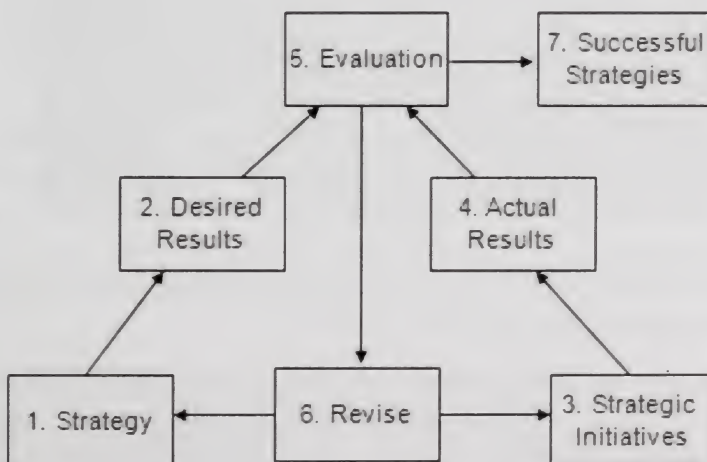 5. Evaluation
7. Successful
Strategies
2. Desired
Results
4. Actual
Results
1. Strategy
6. Revise
3. Strategic
Initiatives